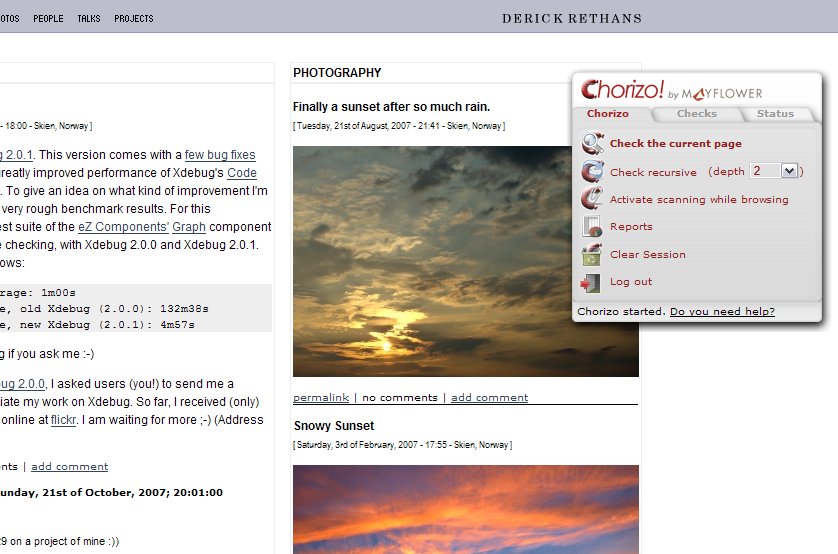 OTOS PEOPLE TALKS PROJECTS
DERICK RETHANS
- 18:00 - Skien, Norway ]
g 2.0.1. This version comes with a few bug fixes
reatly improved performance of Xdebug's Code
. To give an idea on what kind of improvement I'm
very rough benchmark results. For this
est suite of the eZ Components' Graph component
e checking, with Xdebug 2.0.0 and Xdebug 2.0.1.
ows:
rage: 1m00s
e, old Xdebug (2.0.0): 132m38s
e, new Xdebug (2.0.1): 4m57s
g if you ask me :-)
ug 2.0.0, I asked users (you!) to send me a
iate my work on Xdebug. So far, I received (only)
online at flickr. I am waiting for more ;-) (Address
nts | add comment
unday, 21st of October, 2007; 20:01:00
29 on a project of mine :))
PHOTOGRAPHY
Finally a sunset after so much rain.
[ Tuesday, 21st of August, 2007 - 21:41 - Skien, Norway ]
permalink | no comments | add comment
Snowy Sunset
[ Saturday, 3rd of February, 2007 - 17:55 - Skien, Norway ]
Chorizo! by MAYFLOWER
Chorizo Checks Status
Check the current page
Check recursive (depth 2 )
Activate scanning while browsing
Reports
Clear Session
Log out
Chorizo started. Do you need help?